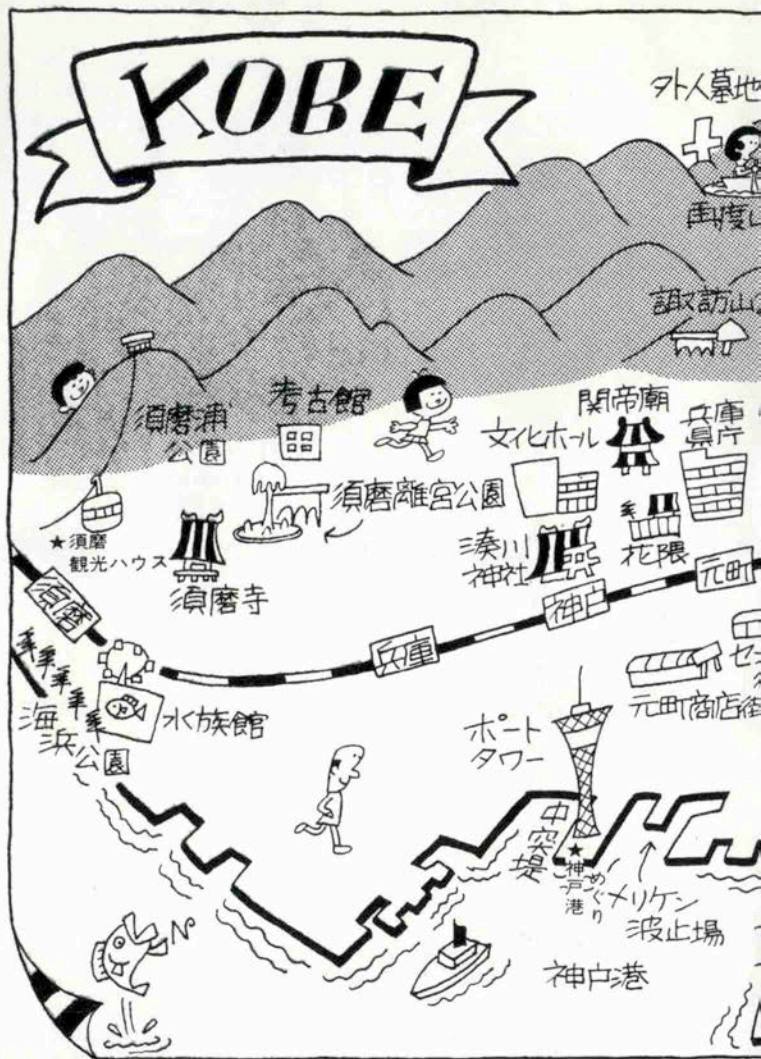 KOBE
外人墓地
再度山
諏訪山
須磨浦
公園
考古館
関帝廟
兵庫
県庁
文化ホール
須磨離宮公園
★須磨
観光ハウス
須磨寺
湊川
神社
花隈
須磨
兵庫
神戸
元町
セン
元町商店街
水族館
海浜公園
ポート
タワー
中突堤
★神戸港
めぐり
メリケン
波止場
神戸港